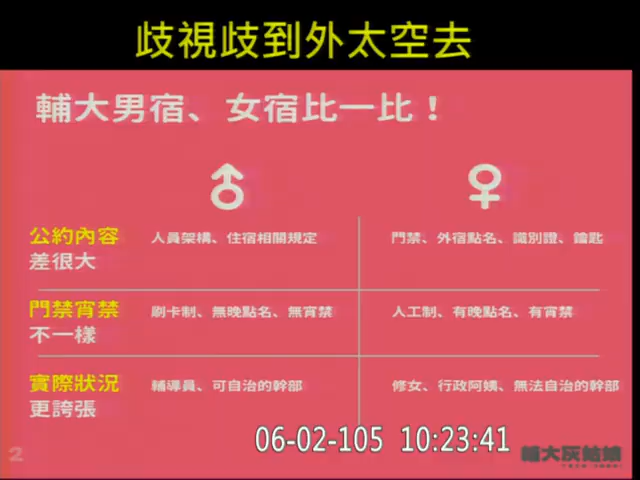 歧視歧到外太空去
輔大男宿、女宿比一比！
♂ ♀
公約內容
差很大
人員架構、住宿相關規定
門禁、外宿點名、識別證、鑰匙
門禁宵禁
不一樣
刷卡制、無晚點名、無宵禁
人工制、有晚點名、有宵禁
實際狀況
更誇張
輔導員、可自治的幹部
修女、行政阿姨、無法自治的幹部
06-02-105 10:23:41
2
輔大灰姑娘